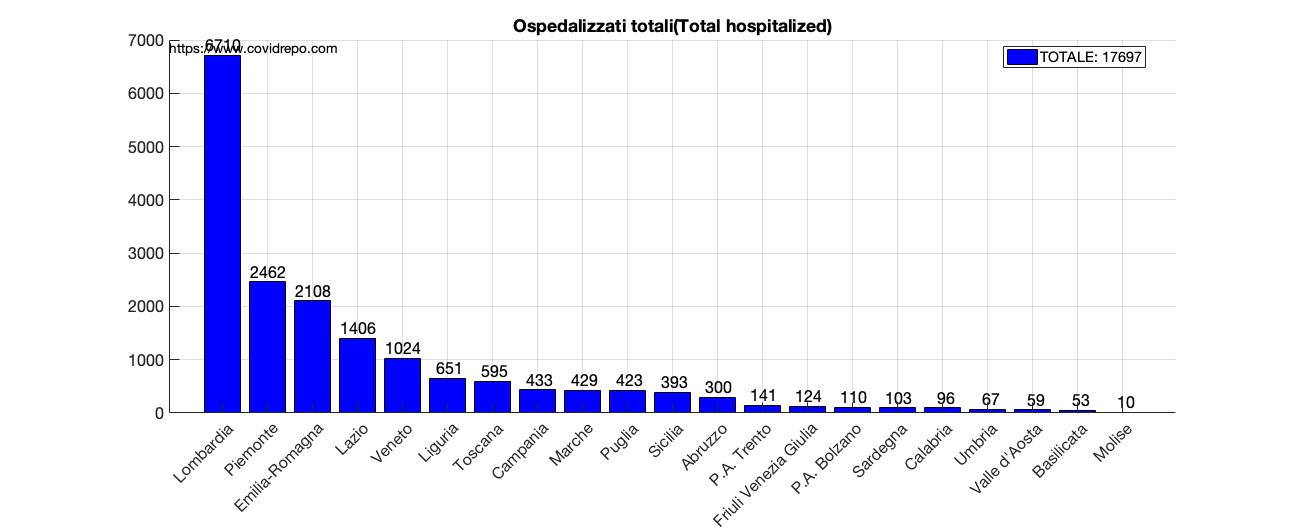 Ospedalizzati totali(Total hospitalized)
https://www.covidrepo.com
TOTALE: 17697
7000
6000
5000
4000
3000
2000
1000
0
6710
2462
2108
1406
1024
651
595
433
429
423
393
300
141
124
110
103
96
67
59
53
10
Lombardia
Piemonte
Emilia-Romagna
Lazio
Veneto
Liguria
Toscana
Campania
Marche
Puglia
Sicilia
Abruzzo
P.A. Trento
Friuli Venezia Giulia
P.A. Bolzano
Sardegna
Calabria
Umbria
Valle d'Aosta
Basilicata
Molise